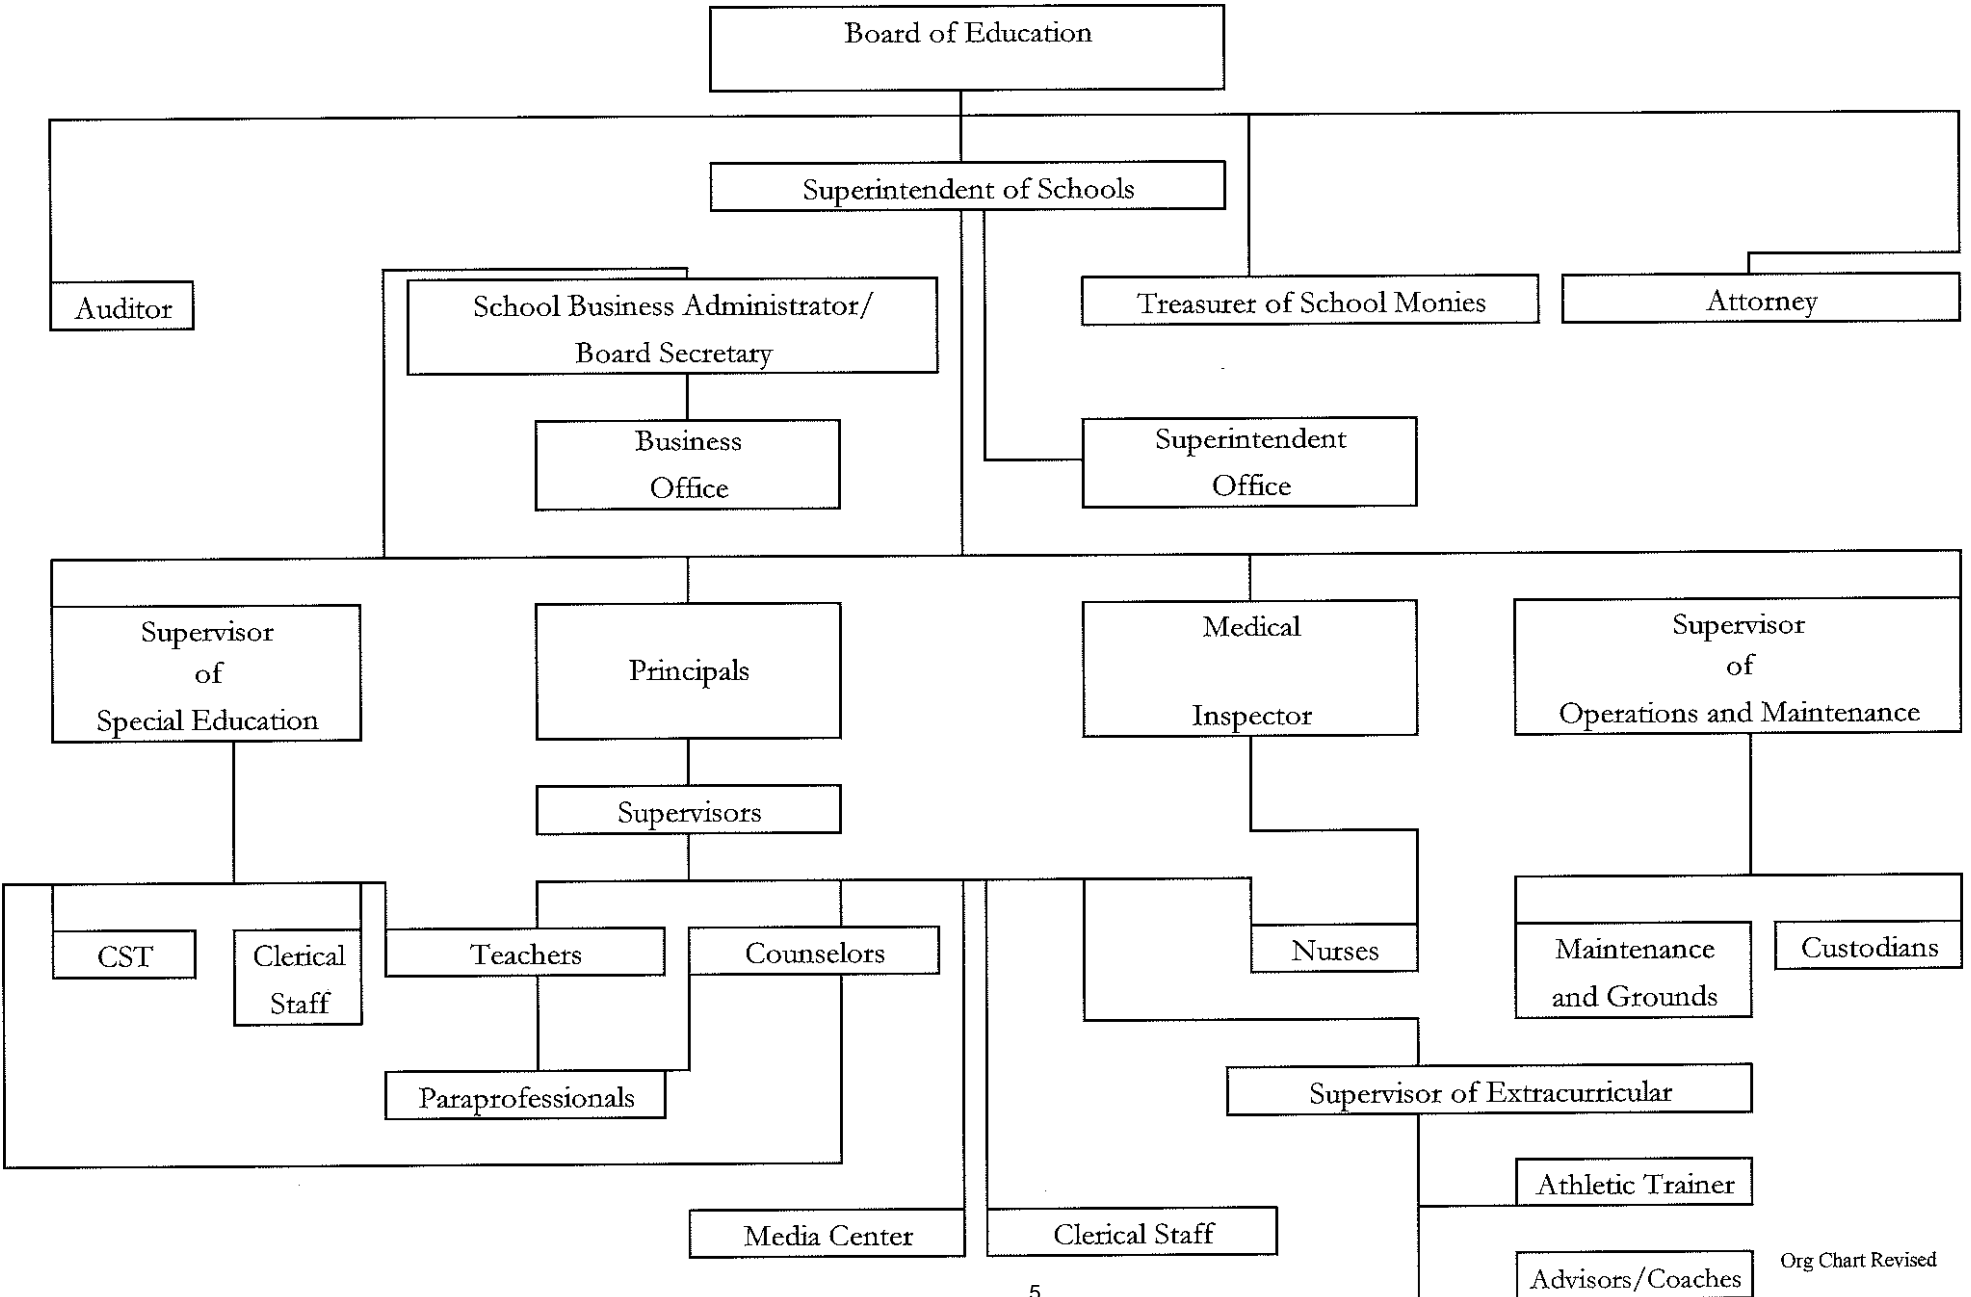 Board of Education
Superintendent of Schools
Auditor
School Business Administrator/
Board Secretary
Treasurer of School Monies
Attorney
Business
Office
Superintendent
Office
Supervisor
of
Special Education
Principals
Medical
Inspector
Supervisor
of
Operations and Maintenance
Supervisors
CST
Clerical
Staff
Teachers
Counselors
Nurses
Maintenance
and Grounds
Custodians
Paraprofessionals
Supervisor of Extracurricular
Athletic Trainer
Media Center
Clerical Staff
Advisors/Coaches
Org Chart Revised
5